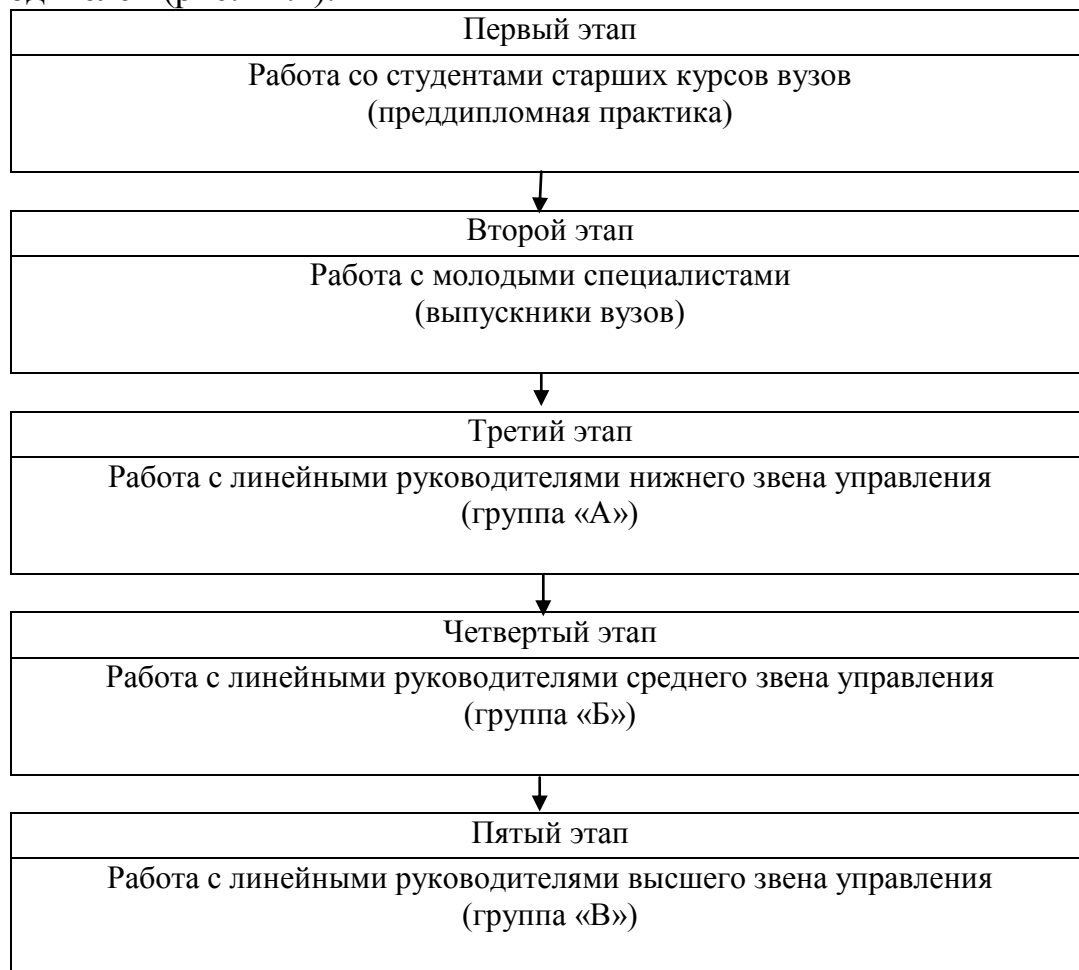 Первый этап
Работа со студентами старших курсов вузов
(преддипломная практика)
Второй этап
Работа с молодыми специалистами
(выпускники вузов)
Третий этап
Работа с линейными руководителями нижнего звена управления
(группа «А»)
Четвертый этап
Работа с линейными руководителями среднего звена управления
(группа «Б»)
Пятый этап
Работа с линейными руководителями высшего звена управления
(группа «В»)